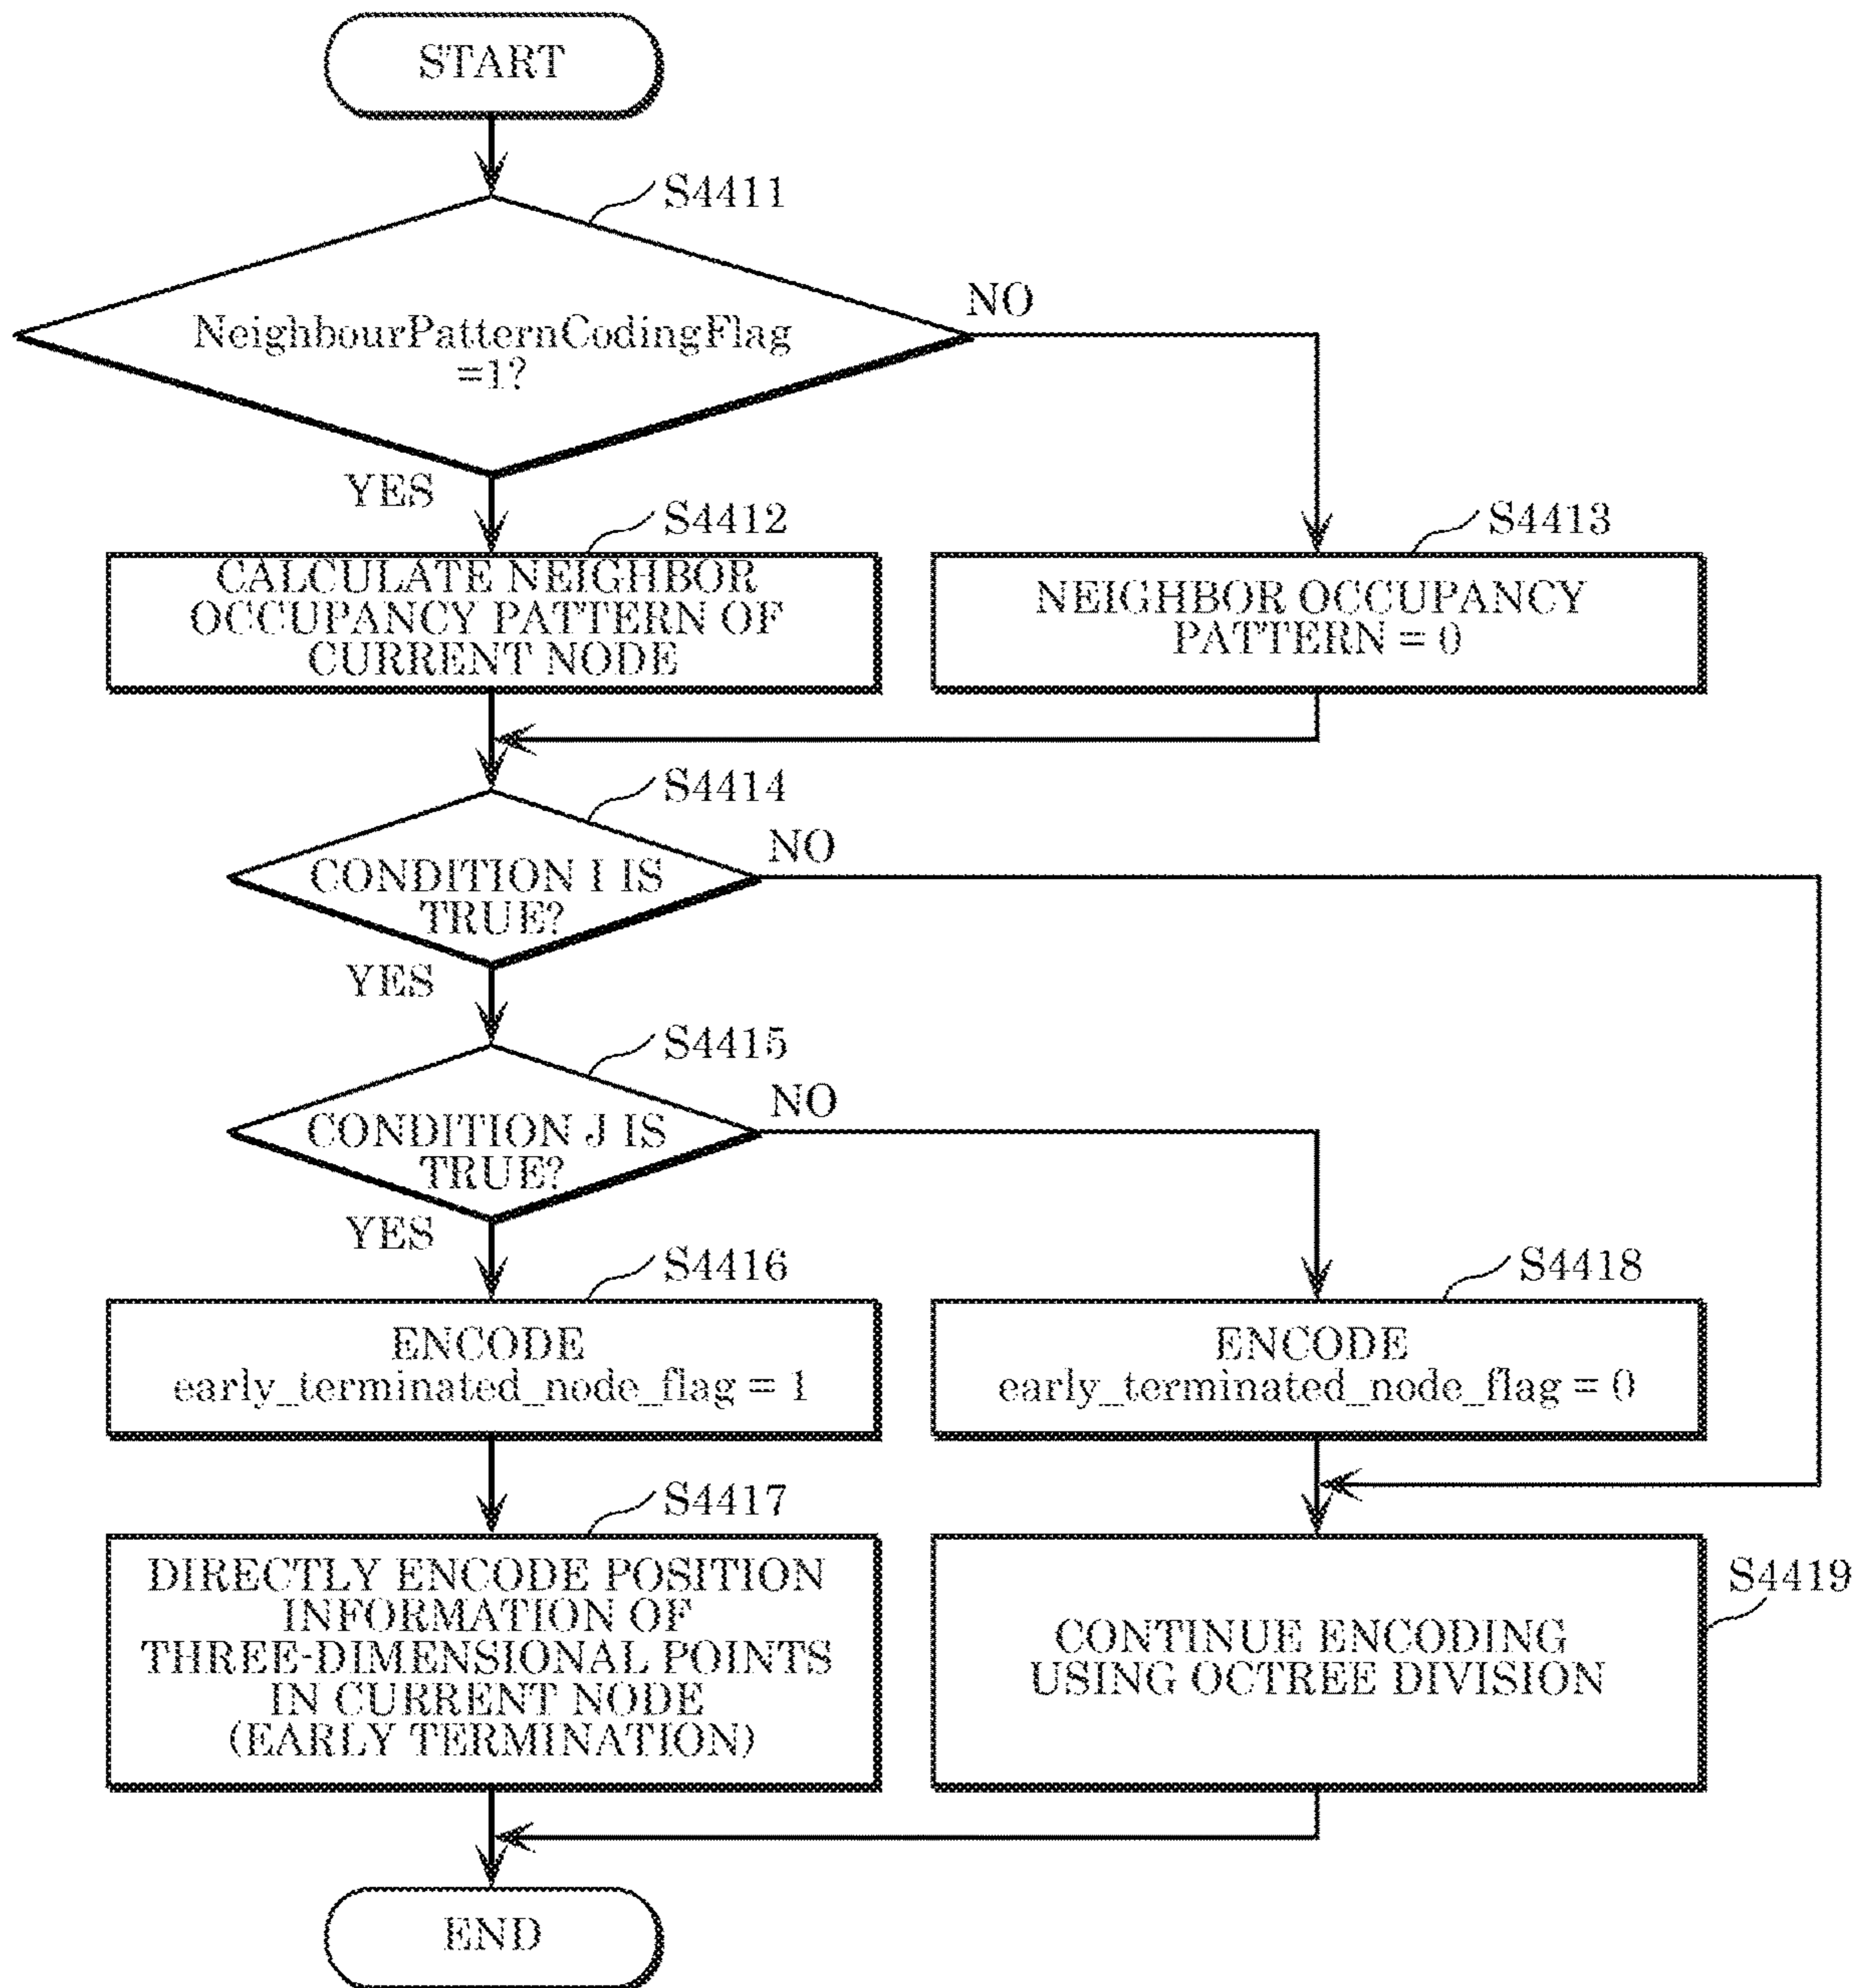 START
S4411
NeighbourPatternCodingFlag
=1?
NO
YES
S4412
S4413
CALCULATE NEIGHBOR
OCCUPANCY PATTERN OF
CURRENT NODE
NEIGHBOR OCCUPANCY
PATTERN = 0
S4414
CONDITION I IS
TRUE?
NO
YES
S4415
CONDITION J IS
TRUE?
NO
YES
S4416
S4418
ENCODE
early_terminated_node_flag = 1
ENCODE
early_terminated_node_flag = 0
S4417
DIRECTLY ENCODE POSITION
INFORMATION OF
THREE-DIMENSIONAL POINTS
IN CURRENT NODE
(EARLY TERMINATION)
S4419
CONTINUE ENCODING
USING OCTREE DIVISION
END